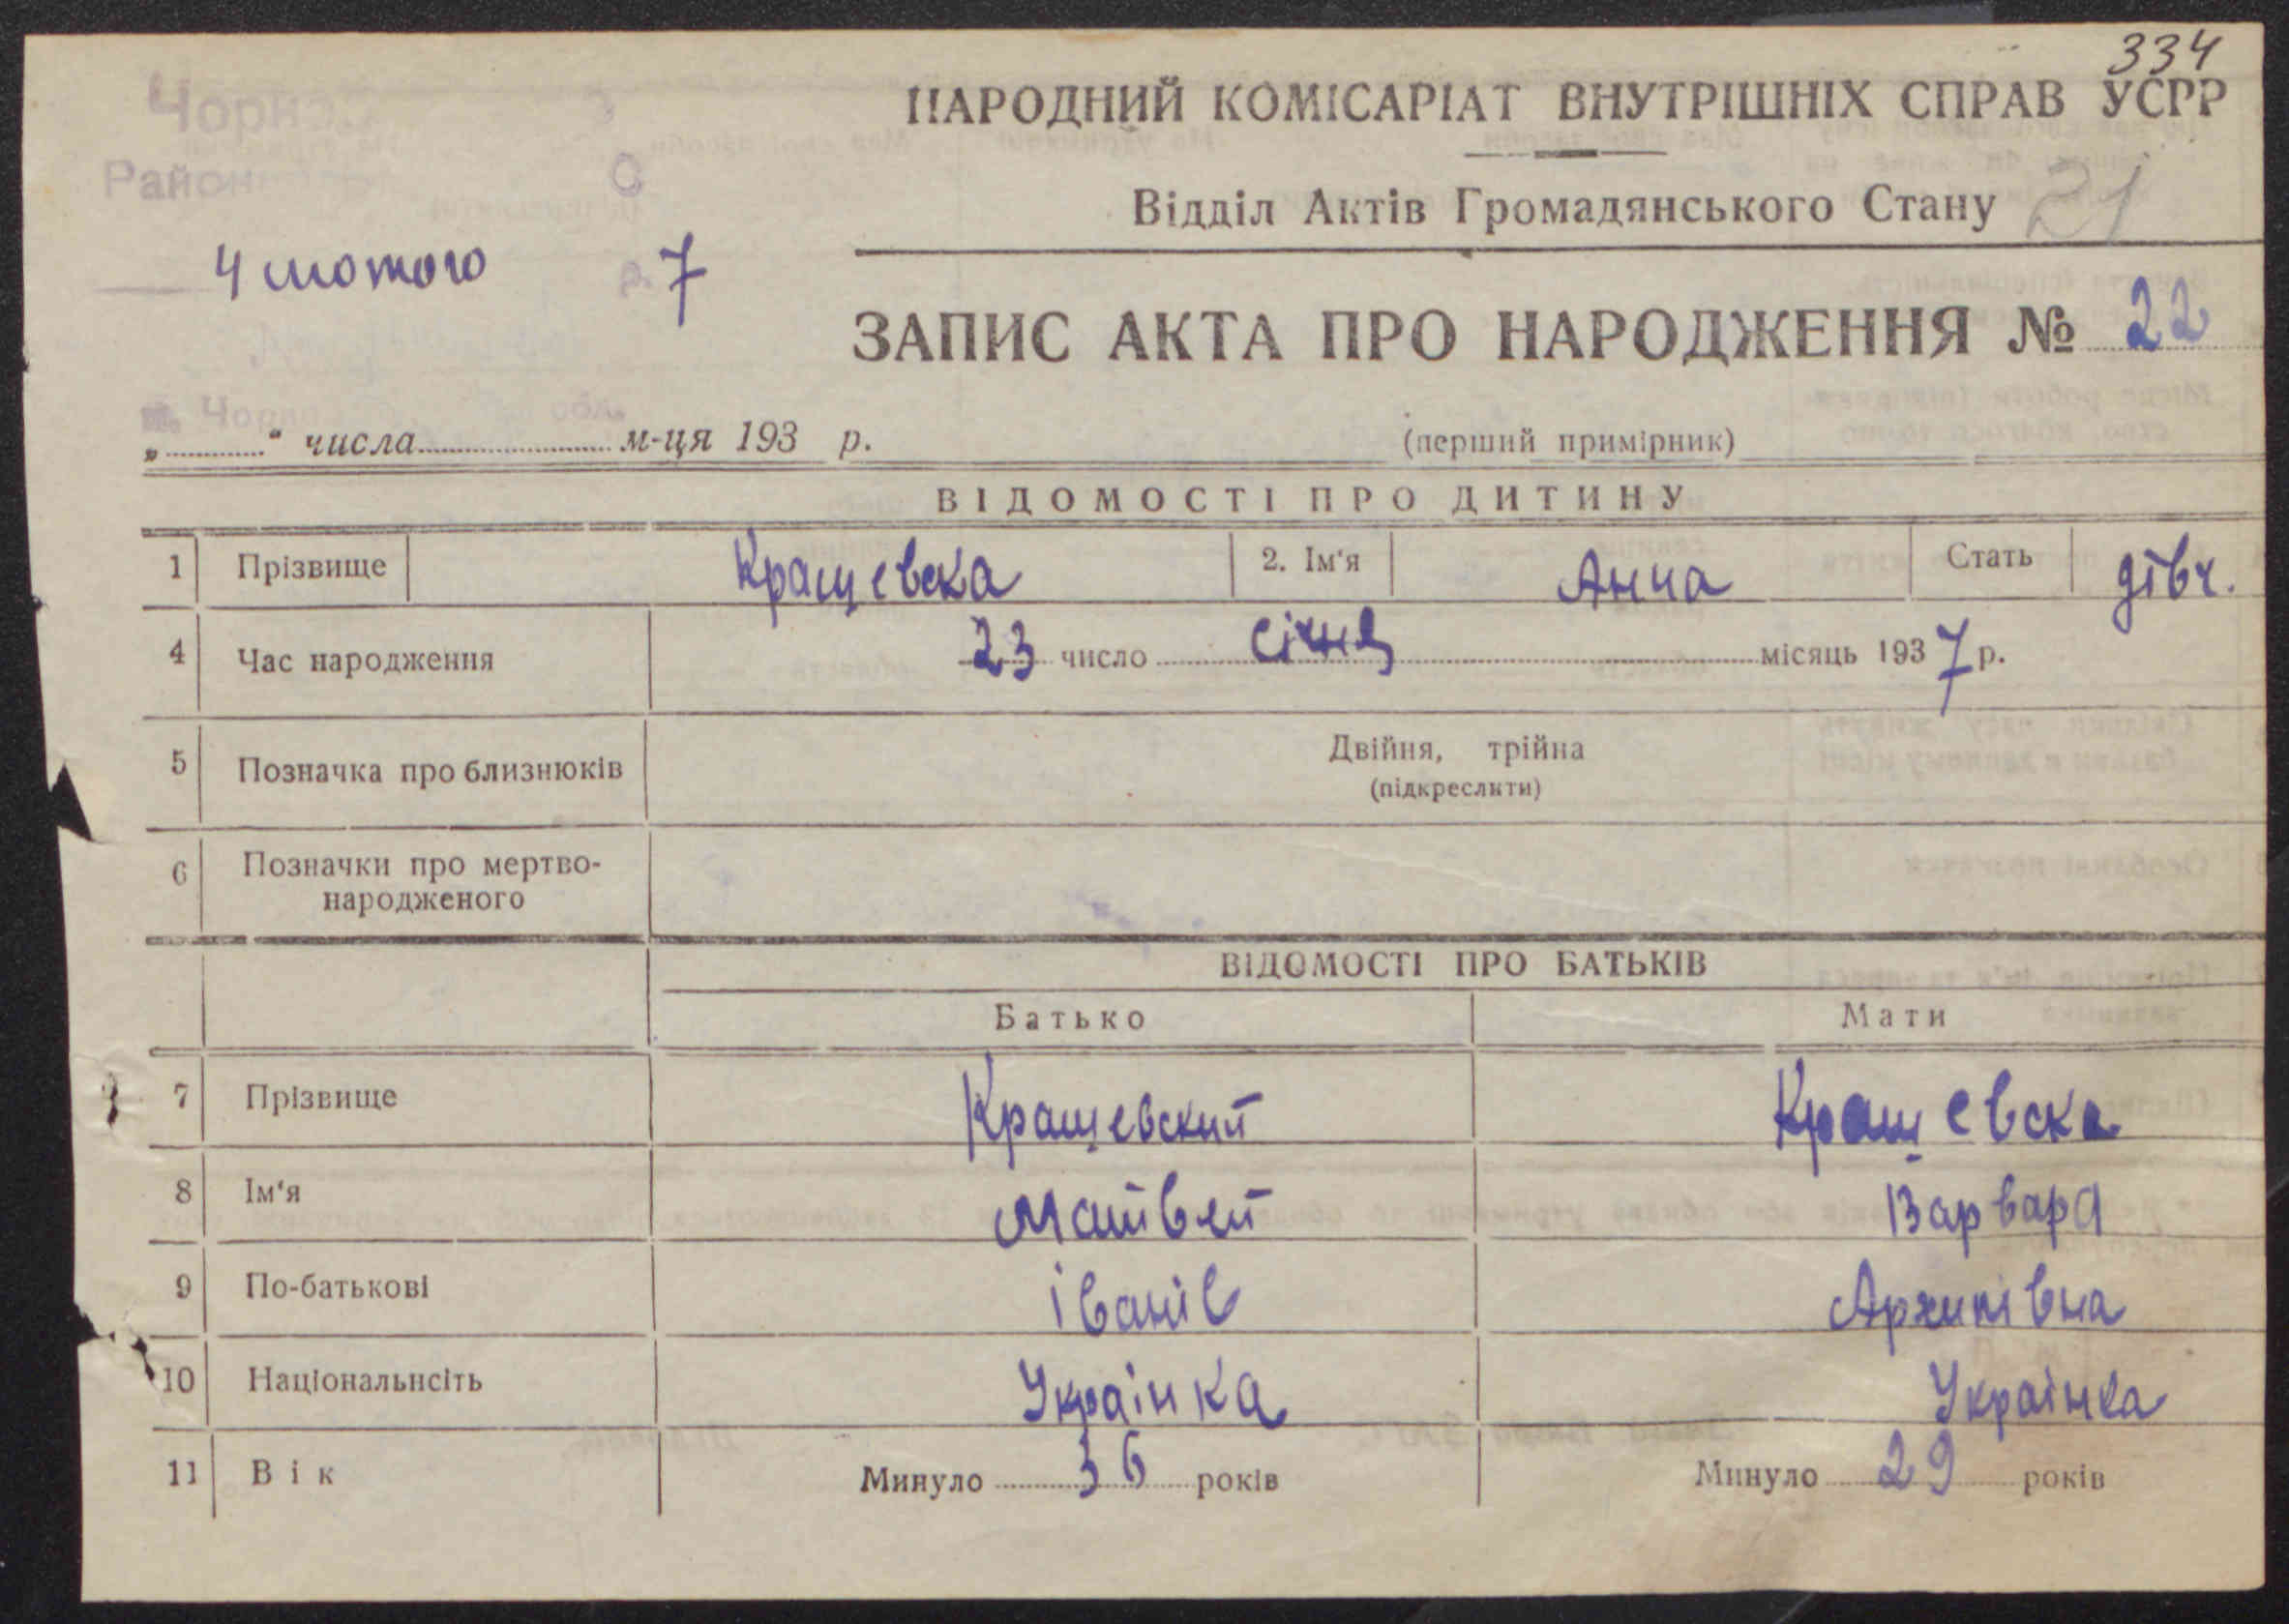 334
НАРОДНИЙ КОМІСАРІАТ ВНУТРІШНІХ СПРАВ УСРР
Відділ Актів Громадянського Стану 21
Район
4 лютого р. 7
ЗАПИС АКТА ПРО НАРОДЖЕННЯ № 22
обл.
„ “ числа м-ця 193 р.
(перший примірник)
ВІДОМОСТІ ПРО ДИТИНУ
1 Прізвище Кращевска 2. Ім‘я Анна Стать дівч.
4 Час народження 23 число січня місяць 1937 р.
5 Позначка про близнюків Двійня, трійна
(підкреслити)
6 Позначки про мертво-
народженого
ВІДОМОСТІ ПРО БАТЬКІВ
Батько Мати
7 Прізвище Кращевский Кращевска
8 Ім‘я Матвей Варвара
9 По-батькові Іванів Архипівна
10 Національнсіть Українка Українка
11 Вік Минуло 36 років Минуло 29 років